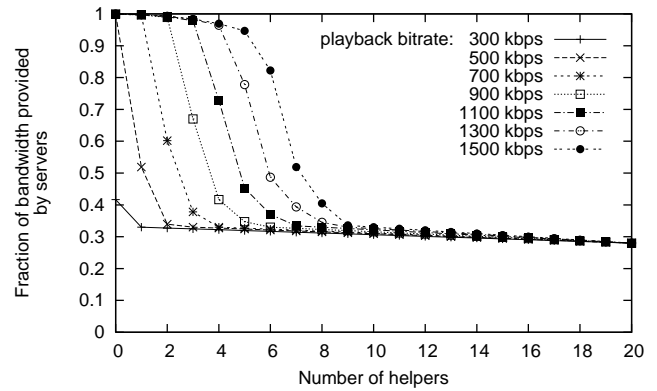 Fraction of bandwidth provided
by servers
1
0.9
0.8
0.7
0.6
0.5
0.4
0.3
0.2
0.1
0
playback bitrate: 300 kbps
500 kbps
700 kbps
900 kbps
1100 kbps
1300 kbps
1500 kbps
0 2 4 6 8 10 12 14 16 18 20
Number of helpers